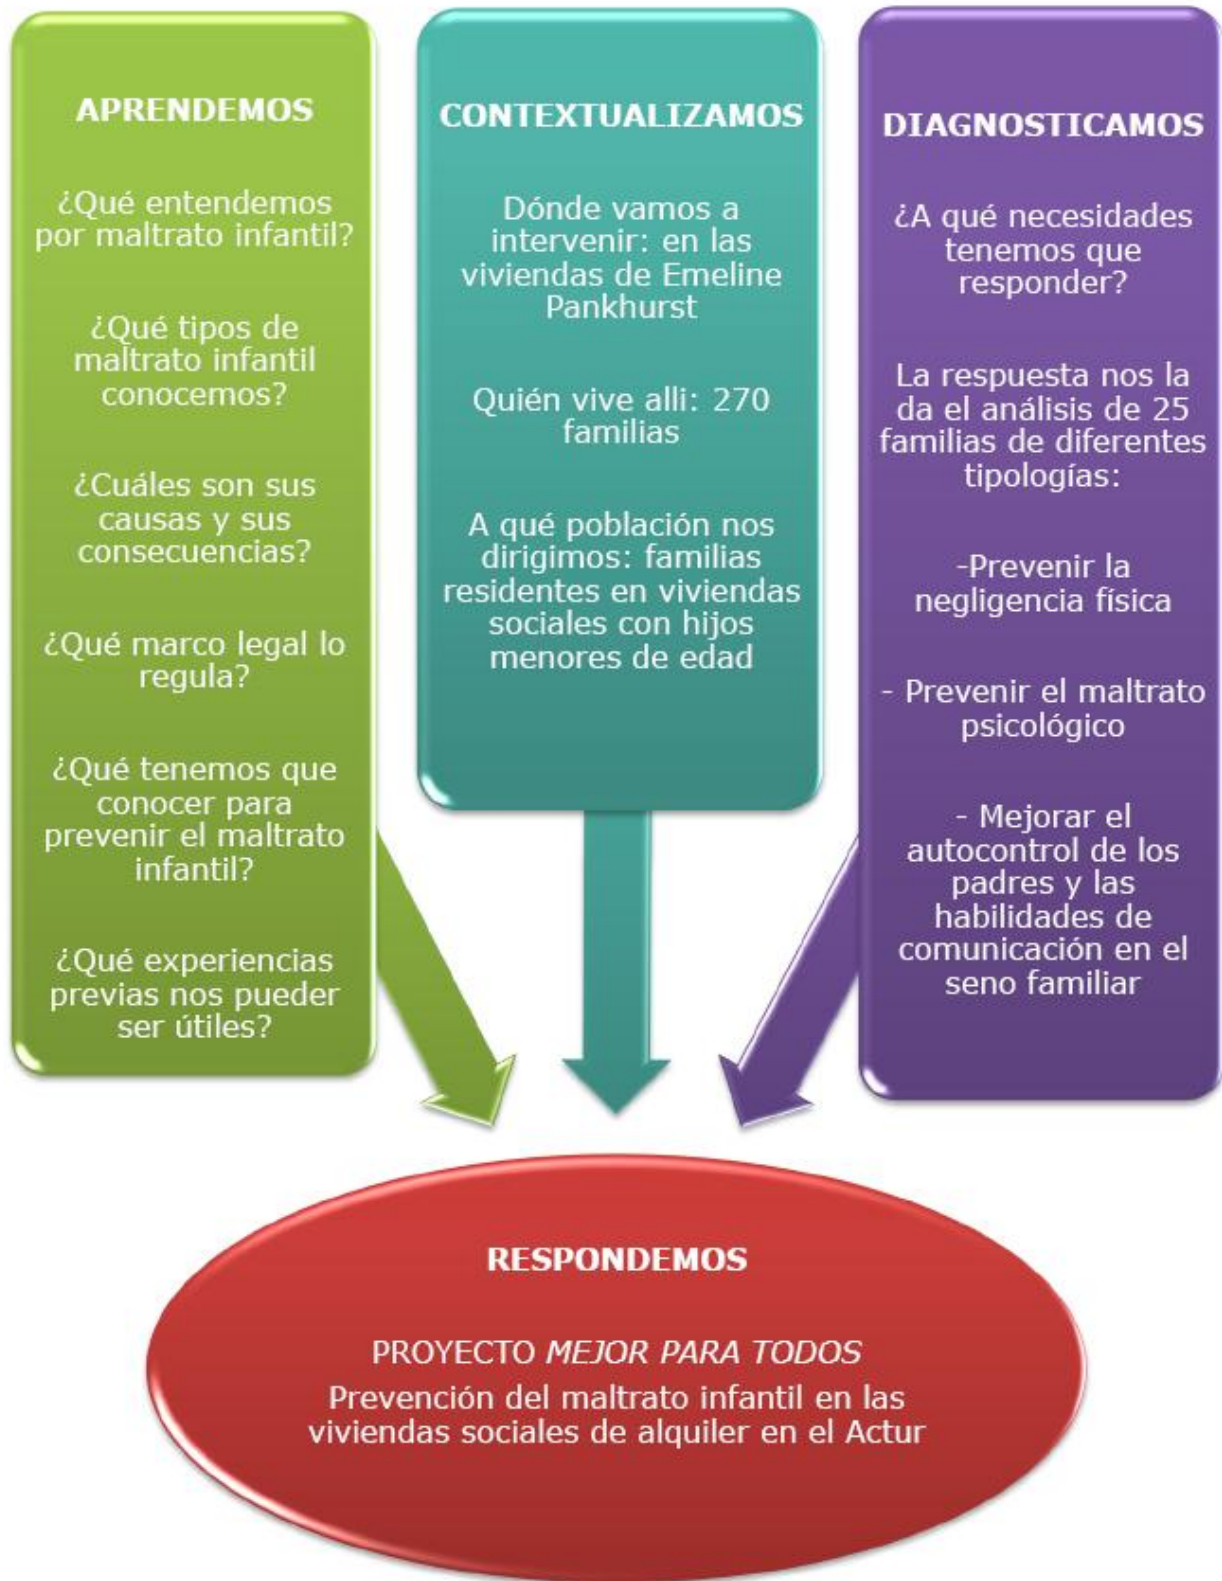 APRENDEMOS
¿Qué entendemos
por maltrato infantil?
¿Qué tipos de
maltrato infantil
conocemos?
¿Cuáles son sus
causas y sus
consecuencias?
¿Qué marco legal lo
regula?
¿Qué tenemos que
conocer para
prevenir el maltrato
infantil?
¿Qué experiencias
previas nos pueder
ser útiles?
CONTEXTUALIZAMOS
Dónde vamos a
intervenir: en las
viviendas de Emeline
Pankhurst
Quién vive alli: 270
familias
A qué población nos
dirigimos: familias
residentes en viviendas
sociales con hijos
menores de edad
DIAGNOSTICAMOS
¿A qué necesidades
tenemos que
responder?
La respuesta nos la
da el análisis de 25
familias de diferentes
tipologías:
-Prevenir la
negligencia física
- Prevenir el maltrato
psicológico
- Mejorar el
autocontrol de los
padres y las
habilidades de
comunicación en el
seno familiar
RESPONDEMOS
PROYECTO MEJOR PARA TODOS
Prevención del maltrato infantil en las
viviendas sociales de alquiler en el Actur